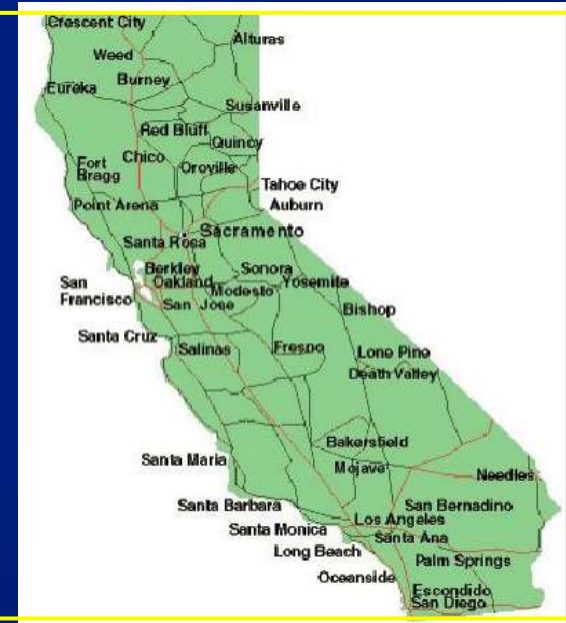 Crescent City
Alturas
Weed
Burney
Eureka
Susanville
Red Bluff
Quincy
Chico
Oroville
Fort
Bragg
Tahoe City
Point Arena
Auburn
Sacramento
Santa Rosa
Berkley
Sonora
Oakland
Modesto
Yosemite
San
Francisco
San Jose
Bishop
Santa Cruz
Salinas
Fresno
Lone Pine
Death Valley
Bakersfield
Santa Maria
Mojave
Needles
Santa Barbara
San Bernadino
Los Angeles
Santa Monica
Santa Ana
Long Beach
Palm Springs
Oceanside
Escondido
San Diego